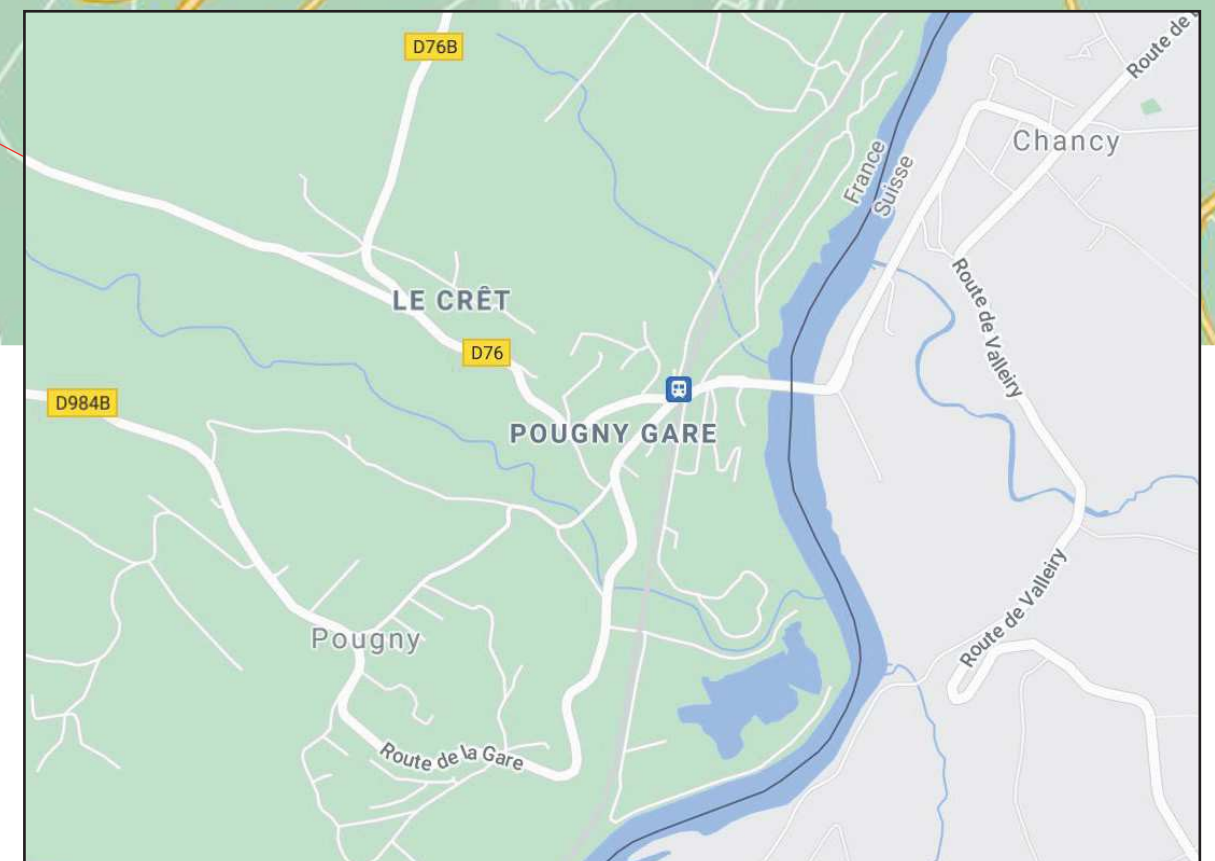 D76B
Route de
Chancy
France
Suisse
LE CRÊT
Route de Valleiry
D76
D984B
POUGNY GARE
Route de Valleiry
Pougny
Route de la Gare